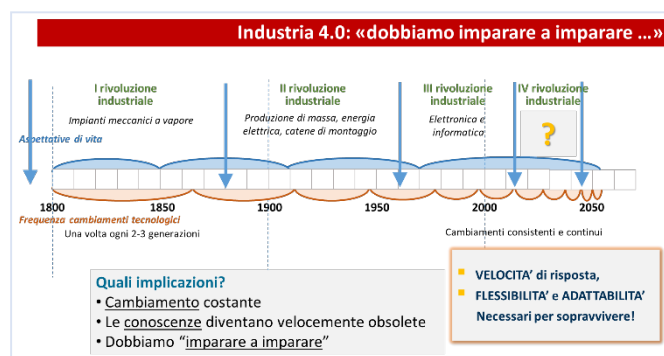 Industria 4.0: «dobbiamo imparare a imparare …»
I rivoluzione
industriale
II rivoluzione
industriale
III rivoluzione
industriale
IV rivoluzione
industriale
Impianti meccanici a vapore
Produzione di massa, energia
elettrica, catene di montaggio
Elettronica e
informatica
?
Aspettative di vita
Frequenza cambiamenti tecnologici
1800
1850
1900
1950
2000
2050
Una volta ogni 2-3 generazioni
Cambiamenti consistenti e continui
Quali implicazioni?
• Cambiamento costante
• Le conoscenze diventano velocemente obsolete
• Dobbiamo “imparare a imparare”
VELOCITA’ di risposta,
FLESSIBILITA’ e ADATTABILITA’
Necessari per sopravvivere!